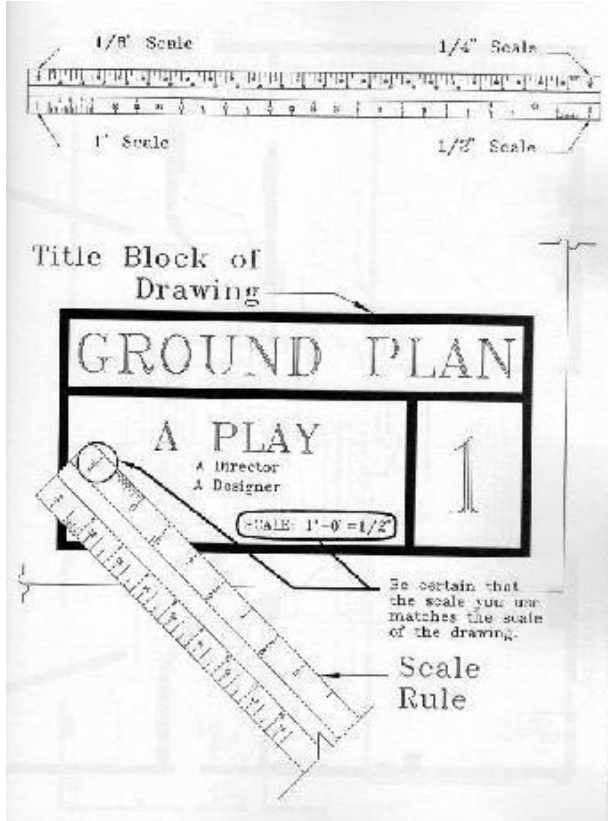 1/8" Scale
1/4" Scale
1" Scale
1/2" Scale
Title Block of
Drawing
GROUND PLAN
A PLAY
A Director
A Designer
1
SCALE: 1'-0"=1/2"
Be certain that
the scale you use
matches the scale
of the drawing.
Scale
Rule